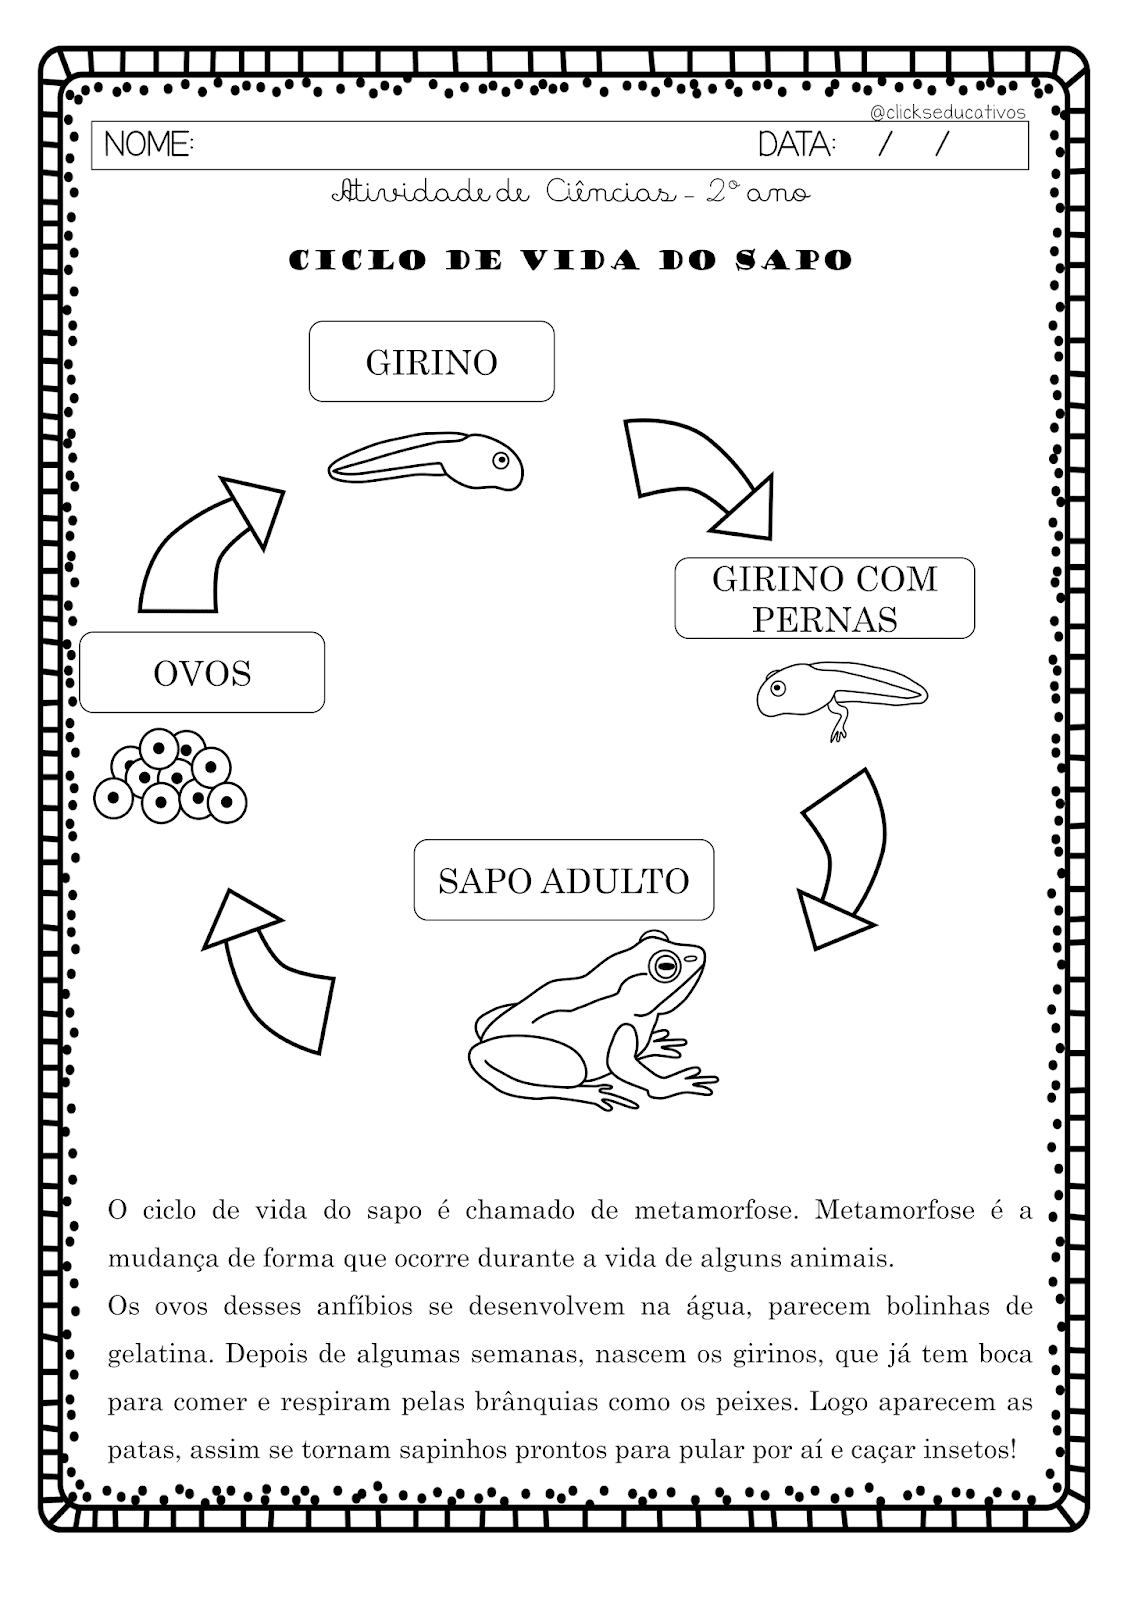 @clickseducativos
NOME: DATA: / /
Atividade de Ciências - 2º ano
CICLO DE VIDA DO SAPO
GIRINO
GIRINO COM
PERNAS
OVOS
SAPO ADULTO
O ciclo de vida do sapo é chamado de metamorfose. Metamorfose é a
mudança de forma que ocorre durante a vida de alguns animais.
Os ovos desses anfíbios se desenvolvem na água, parecem bolinhas de
gelatina. Depois de algumas semanas, nascem os girinos, que já tem boca
para comer e respiram pelas brânquias como os peixes. Logo aparecem as
patas, assim se tornam sapinhos prontos para pular por aí e caçar insetos!